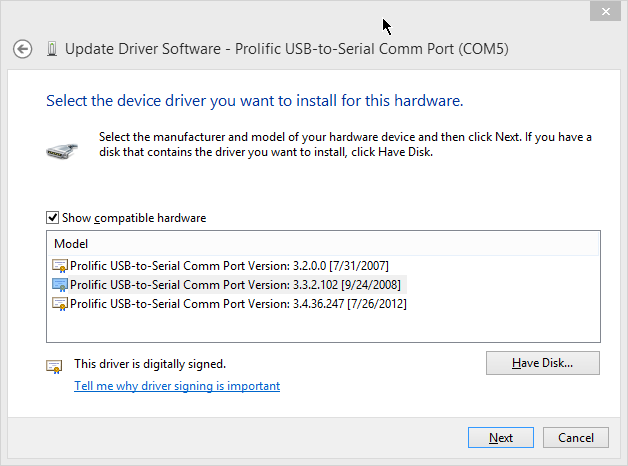 Update Driver Software - Prolific USB-to-Serial Comm Port (COM5)
Select the device driver you want to install for this hardware.
Select the manufacturer and model of your hardware device and then click Next. If you have a
disk that contains the driver you want to install, click Have Disk.
Show compatible hardware
Model
Prolific USB-to-Serial Comm Port Version: 3.2.0.0 [7/31/2007]
Prolific USB-to-Serial Comm Port Version: 3.3.2.102 [9/24/2008]
Prolific USB-to-Serial Comm Port Version: 3.4.36.247 [7/26/2012]
This driver is digitally signed.
Have Disk...
Tell me why driver signing is important
Next
Cancel